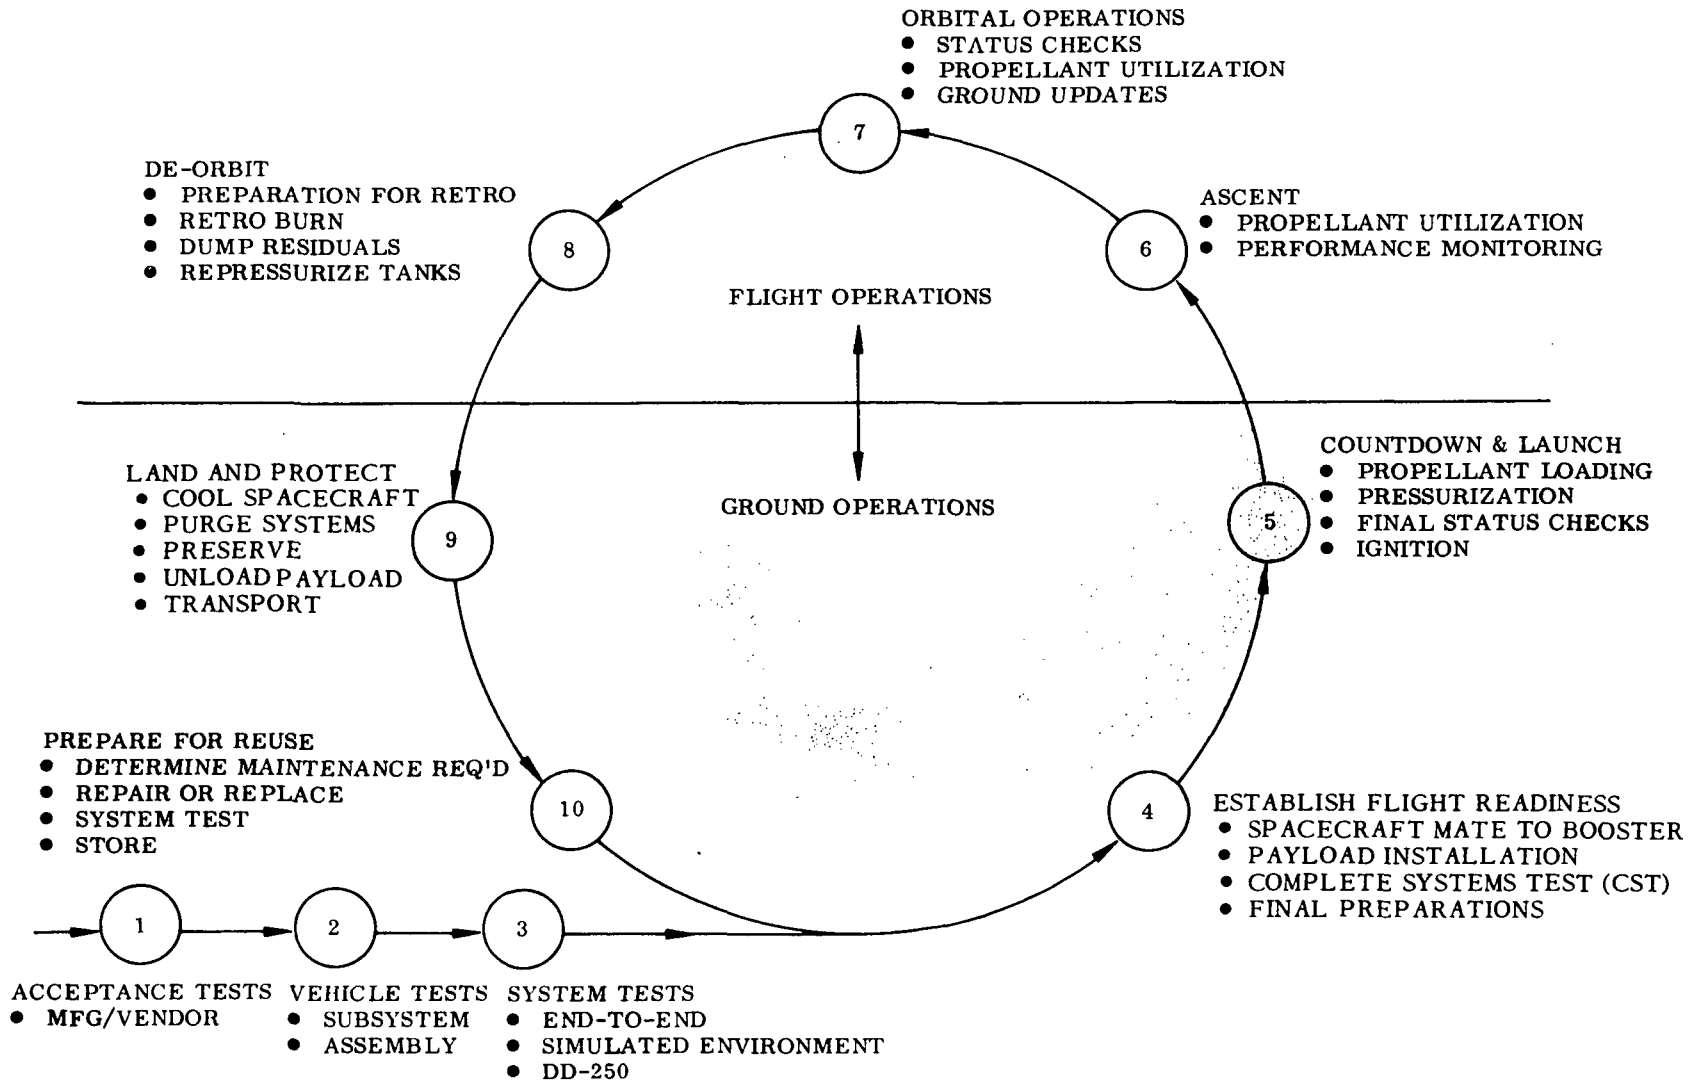 ORBITAL OPERATIONS
● STATUS CHECKS
● PROPELLANT UTILIZATION
● GROUND UPDATES
7
DE-ORBIT
● PREPARATION FOR RETRO
● RETRO BURN
● DUMP RESIDUALS
● REPRESSURIZE TANKS
8
ASCENT
● PROPELLANT UTILIZATION
● PERFORMANCE MONITORING
6
FLIGHT OPERATIONS
GROUND OPERATIONS
LAND AND PROTECT
● COOL SPACECRAFT
● PURGE SYSTEMS
● PRESERVE
● UNLOAD PAYLOAD
● TRANSPORT
9
COUNTDOWN & LAUNCH
● PROPELLANT LOADING
● PRESSURIZATION
● FINAL STATUS CHECKS
● IGNITION
5
PREPARE FOR REUSE
● DETERMINE MAINTENANCE REQ'D
● REPAIR OR REPLACE
● SYSTEM TEST
● STORE
10
4
ESTABLISH FLIGHT READINESS
● SPACECRAFT MATE TO BOOSTER
● PAYLOAD INSTALLATION
● COMPLETE SYSTEMS TEST (CST)
● FINAL PREPARATIONS
1
2
3
ACCEPTANCE TESTS
● MFG/VENDOR
VEHICLE TESTS
● SUBSYSTEM
● ASSEMBLY
SYSTEM TESTS
● END-TO-END
● SIMULATED ENVIRONMENT
● DD-250